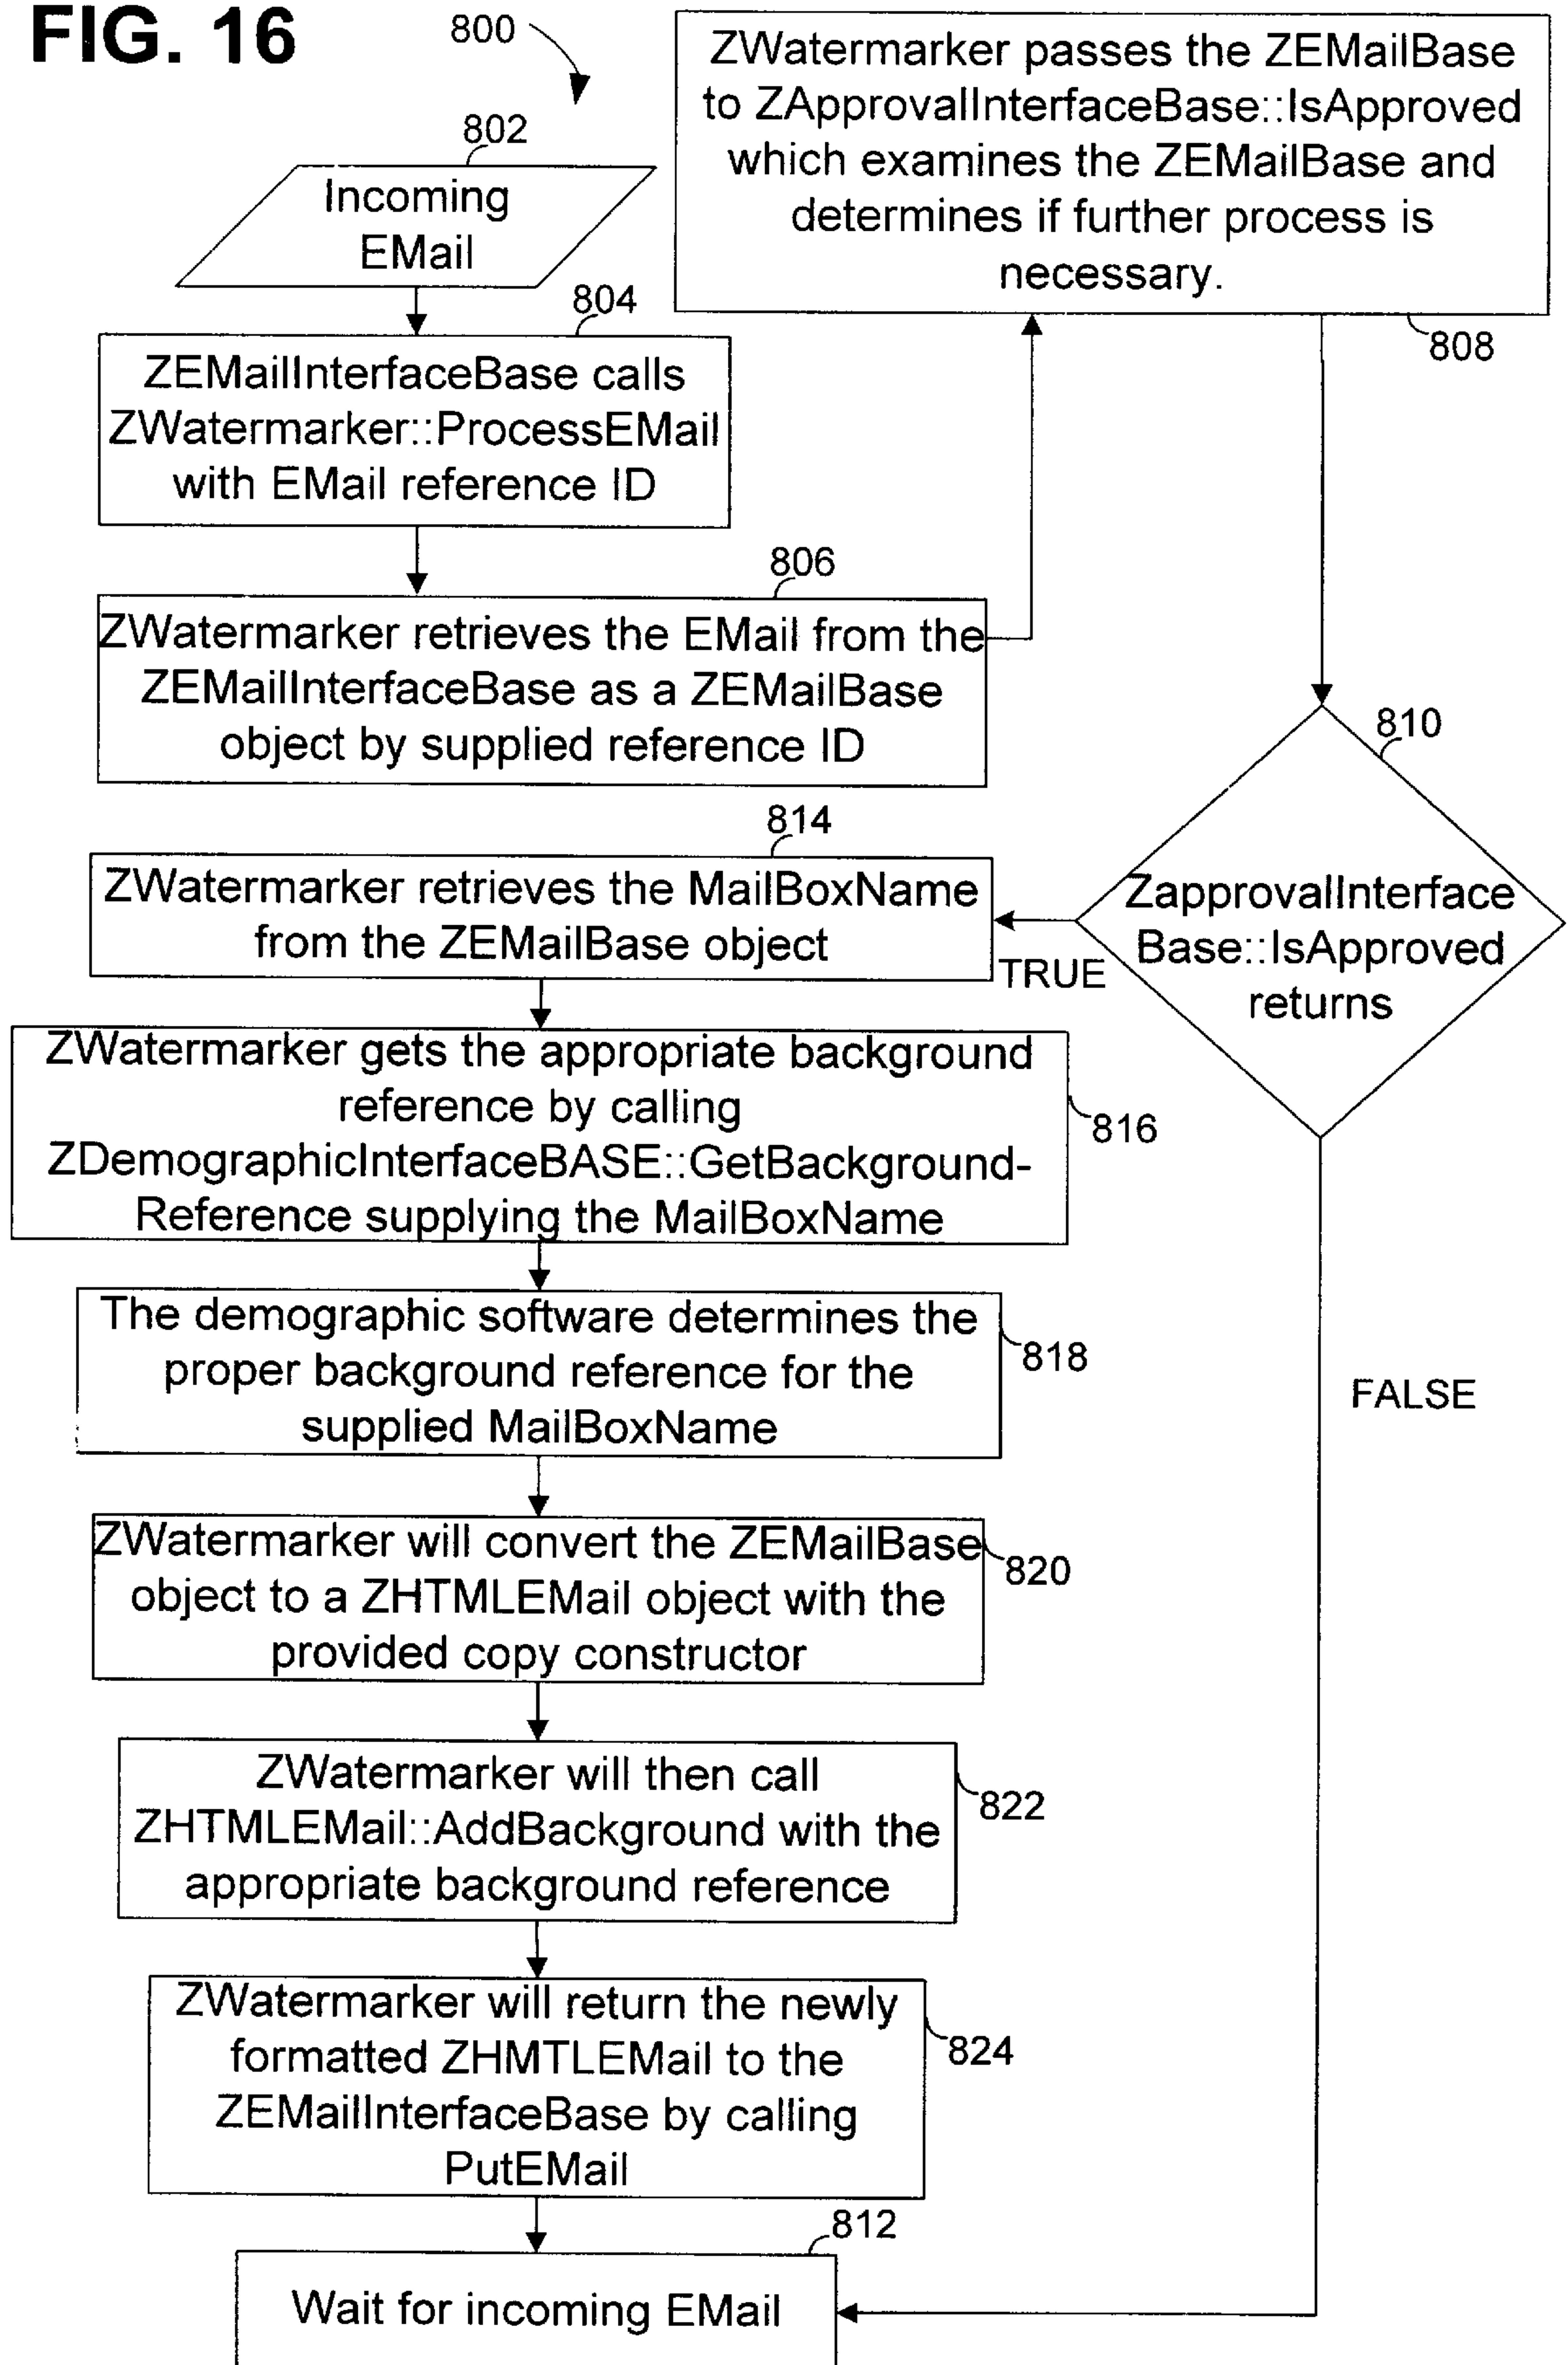 FIG. 16
800
802
Incoming
EMail
804
ZEMailInterfaceBase calls
ZWatermarker::ProcessEMail
with EMail reference ID
806
ZWatermarker retrieves the EMail from the
ZEMailInterfaceBase as a ZEMailBase
object by supplied reference ID
ZWatermarker passes the ZEMailBase
to ZApprovalInterfaceBase::IsApproved
which examines the ZEMailBase and
determines if further process is
necessary.
808
810
ZapprovalInterface
Base::IsApproved
returns
TRUE
FALSE
814
ZWatermarker retrieves the MailBoxName
from the ZEMailBase object
ZWatermarker gets the appropriate background
reference by calling
ZDemographicInterfaceBASE::GetBackground-
Reference supplying the MailBoxName
816
The demographic software determines the
proper background reference for the
supplied MailBoxName
818
ZWatermarker will convert the ZEMailBase
object to a ZHTMLEMail object with the
provided copy constructor
820
ZWatermarker will then call
ZHTMLEMail::AddBackground with the
appropriate background reference
822
ZWatermarker will return the newly
formatted ZHMTLEMail to the
ZEMailInterfaceBase by calling
PutEMail
824
812
Wait for incoming EMail